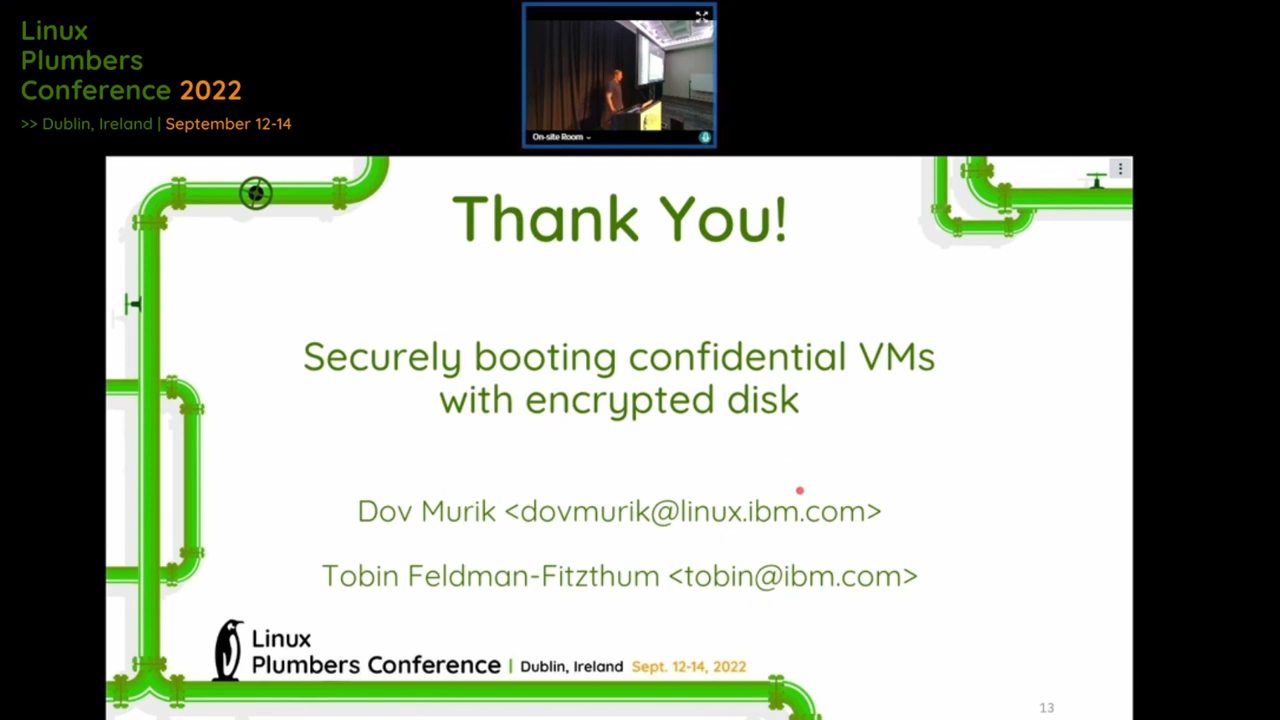 Linux
Plumbers
Conference 2022
>> Dublin, Ireland | September 12-14
On-site Room
Thank You!
Securely booting confidential VMs
with encrypted disk
Dov Murik <dovmurik@linux.ibm.com>
Tobin Feldman-Fitzthum <tobin@ibm.com>
Linux
Plumbers Conference | Dublin, Ireland Sept. 12-14, 2022
13